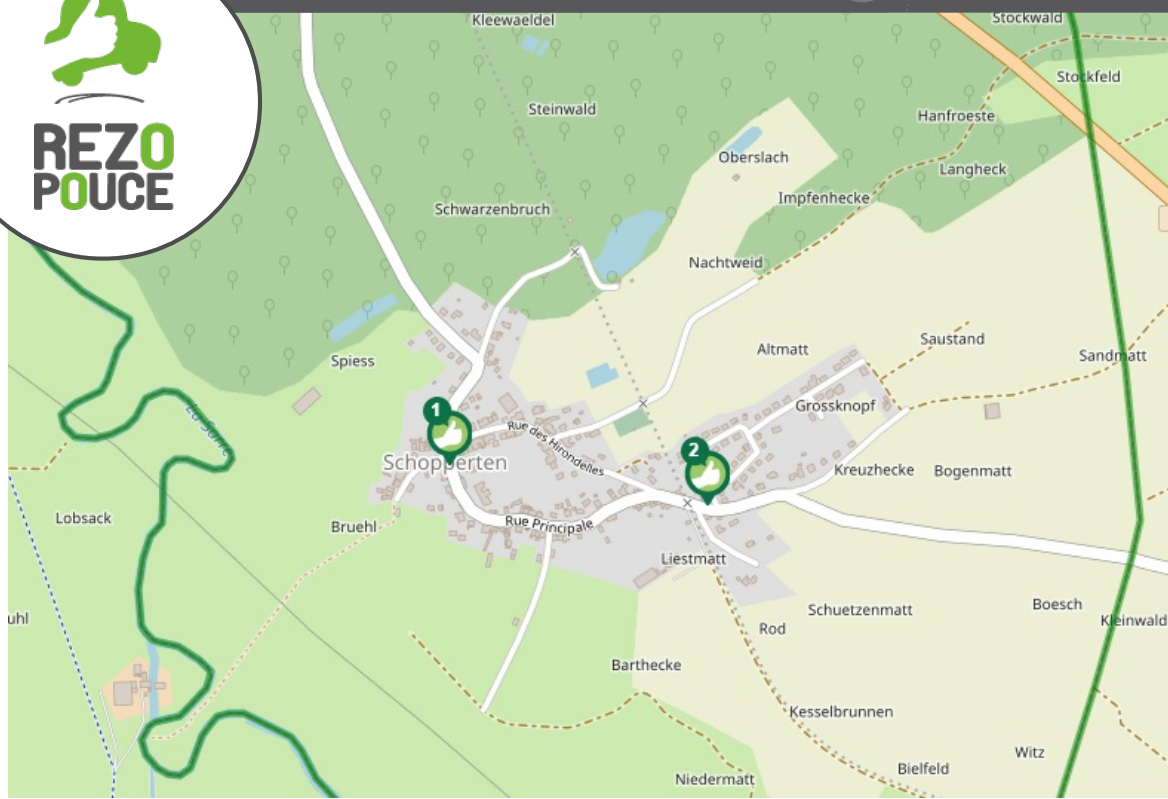 REZO
POUCE
Kleewaeldel
Stockwald
Stockfeld
Steinwald
Hanfroeste
Oberslach
Langheck
Impfenhecke
Schwarzenbruch
Nachtweid
Spiess
Altmatt
Saustand
Sandmatt
1
Grossknopf
La Sarre
Rue des Hirondelles
2
Schopperten
Kreuzhecke
Bogenmatt
Lobsack
Bruehl
Rue Principale
Liestmatt
uhl
Schuetzenmatt
Boesch
Kleinwald
Rod
Barthecke
Kesselbrunnen
Witz
Bielfeld
Niedermatt